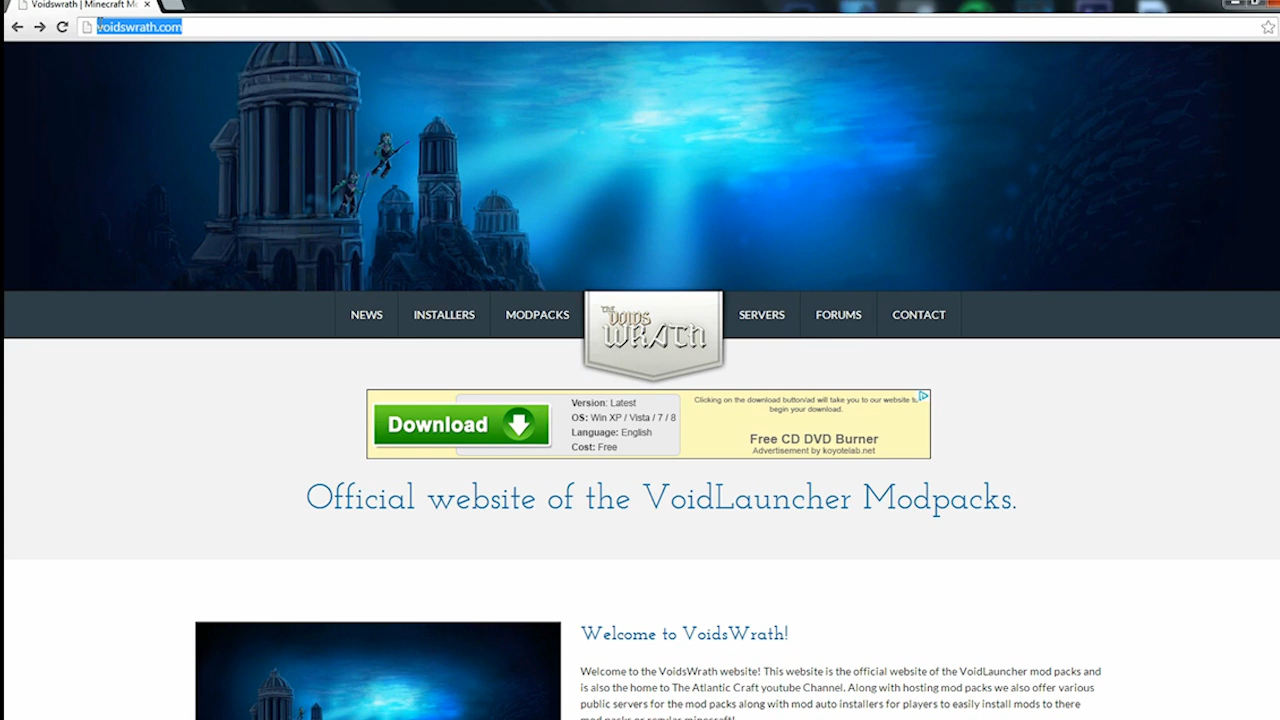 Voidswrath | Minecraft Mo
voidswrath.com
NEWS
INSTALLERS
MODPACKS
THE VOIDS WRATH
SERVERS
FORUMS
CONTACT
Download
Version: Latest
OS: Win XP / Vista / 7 / 8
Language: English
Cost: Free
Clicking on the download button/ad will take you to our website to
begin your download.
Free CD DVD Burner
Advertisement by koyotelab.net
Official website of the VoidLauncher Modpacks.
Welcome to VoidsWrath!
Welcome to the VoidsWrath website! This website is the official website of the VoidLauncher mod packs and
is also the home to The Atlantic Craft youtube Channel. Along with hosting mod packs we also offer various
public servers for the mod packs along with mod auto installers for players to easily install mods to there
mod packs or regular minecraft!